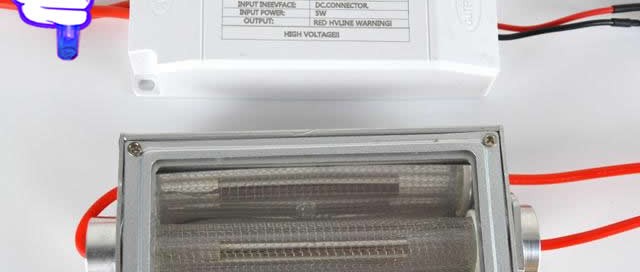 INPUT INEEVFACE: DC.CONNECTOR.
INPUT POWER: 5W
OUTPUT: RED HVLINE WARNING!
HIGH VOLTAGE!!